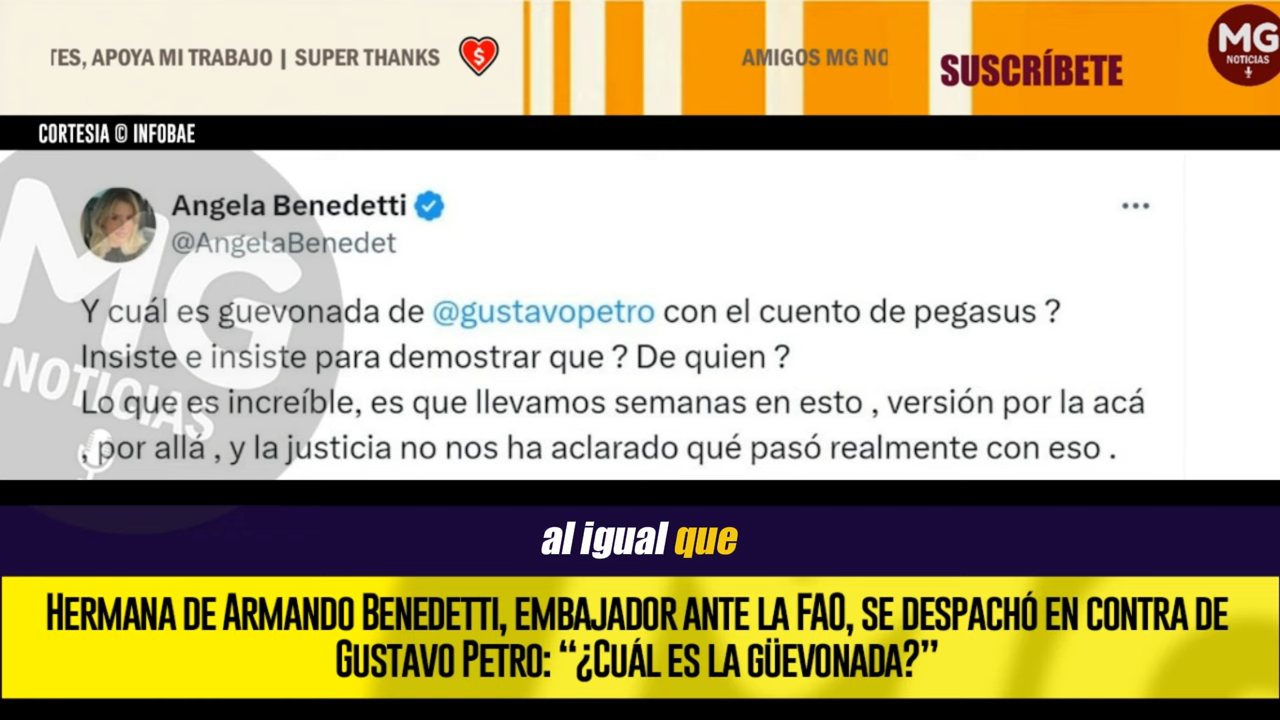 TES, APOYA MI TRABAJO | SUPER THANKS
AMIGOS MG NO
SUSCRÍBETE
MG
NOTICIAS
CORTESIA © INFOBAE
Angela Benedetti
@AngelaBenedet
Y cuál es guevonada de @gustavopetro con el cuento de pegasus ?
Insiste e insiste para demostrar que ? De quien ?
Lo que es increíble, es que llevamos semanas en esto , versión por la acá
, por allá , y la justicia no nos ha aclarado qué pasó realmente con eso .
MG
NOTICIAS
al igual que
HERMANA DE ARMANDO BENEDETTI, EMBAJADOR ANTE LA FAO, SE DESPACHÓ EN CONTRA DE
GUSTAVO PETRO: “¿CUÁL ES LA GÜEVONADA?”